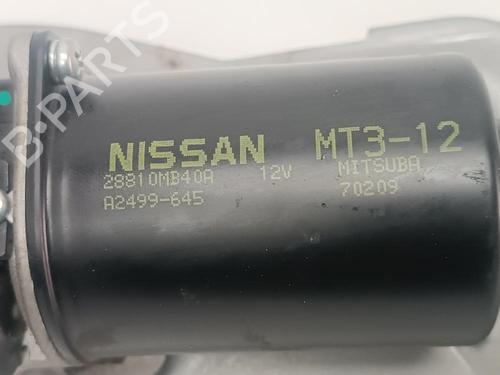 NISSAN MT3-12
28810MB40A 12V MITSUBA
A2499-645 70209
B-PARTS